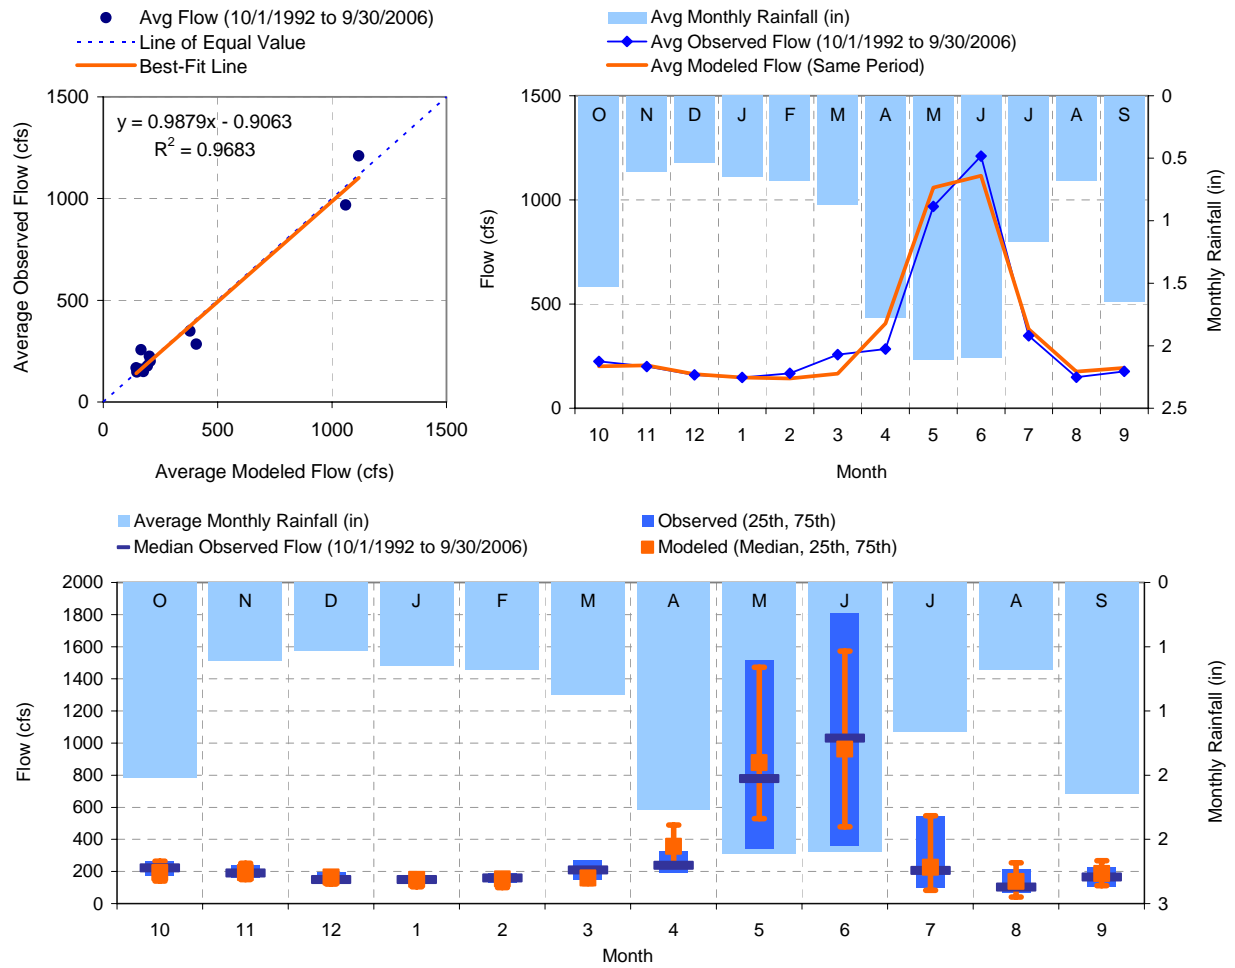 Avg Flow (10/1/1992 to 9/30/2006)
Line of Equal Value
Best-Fit Line
1500
1000
500
0
0 500 1000 1500
y = 0.9879x - 0.9063
R2 = 0.9683
Average Observed Flow (cfs)
Average Modeled Flow (cfs)
Avg Monthly Rainfall (in)
Avg Observed Flow (10/1/1992 to 9/30/2006)
Avg Modeled Flow (Same Period)
1500
1000
500
0
Flow (cfs)
O N D J F M A M J J A S
0
0.5
1
1.5
2
2.5
Monthly Rainfall (in)
10 11 12 1 2 3 4 5 6 7 8 9
Month
Average Monthly Rainfall (in)
Median Observed Flow (10/1/1992 to 9/30/2006)
Observed (25th, 75th)
Modeled (Median, 25th, 75th)
2000
1800
1600
1400
1200
1000
800
600
400
200
0
Flow (cfs)
O N D J F M A M J J A S
0
1
1
2
2
3
Monthly Rainfall (in)
10 11 12 1 2 3 4 5 6 7 8 9
Month